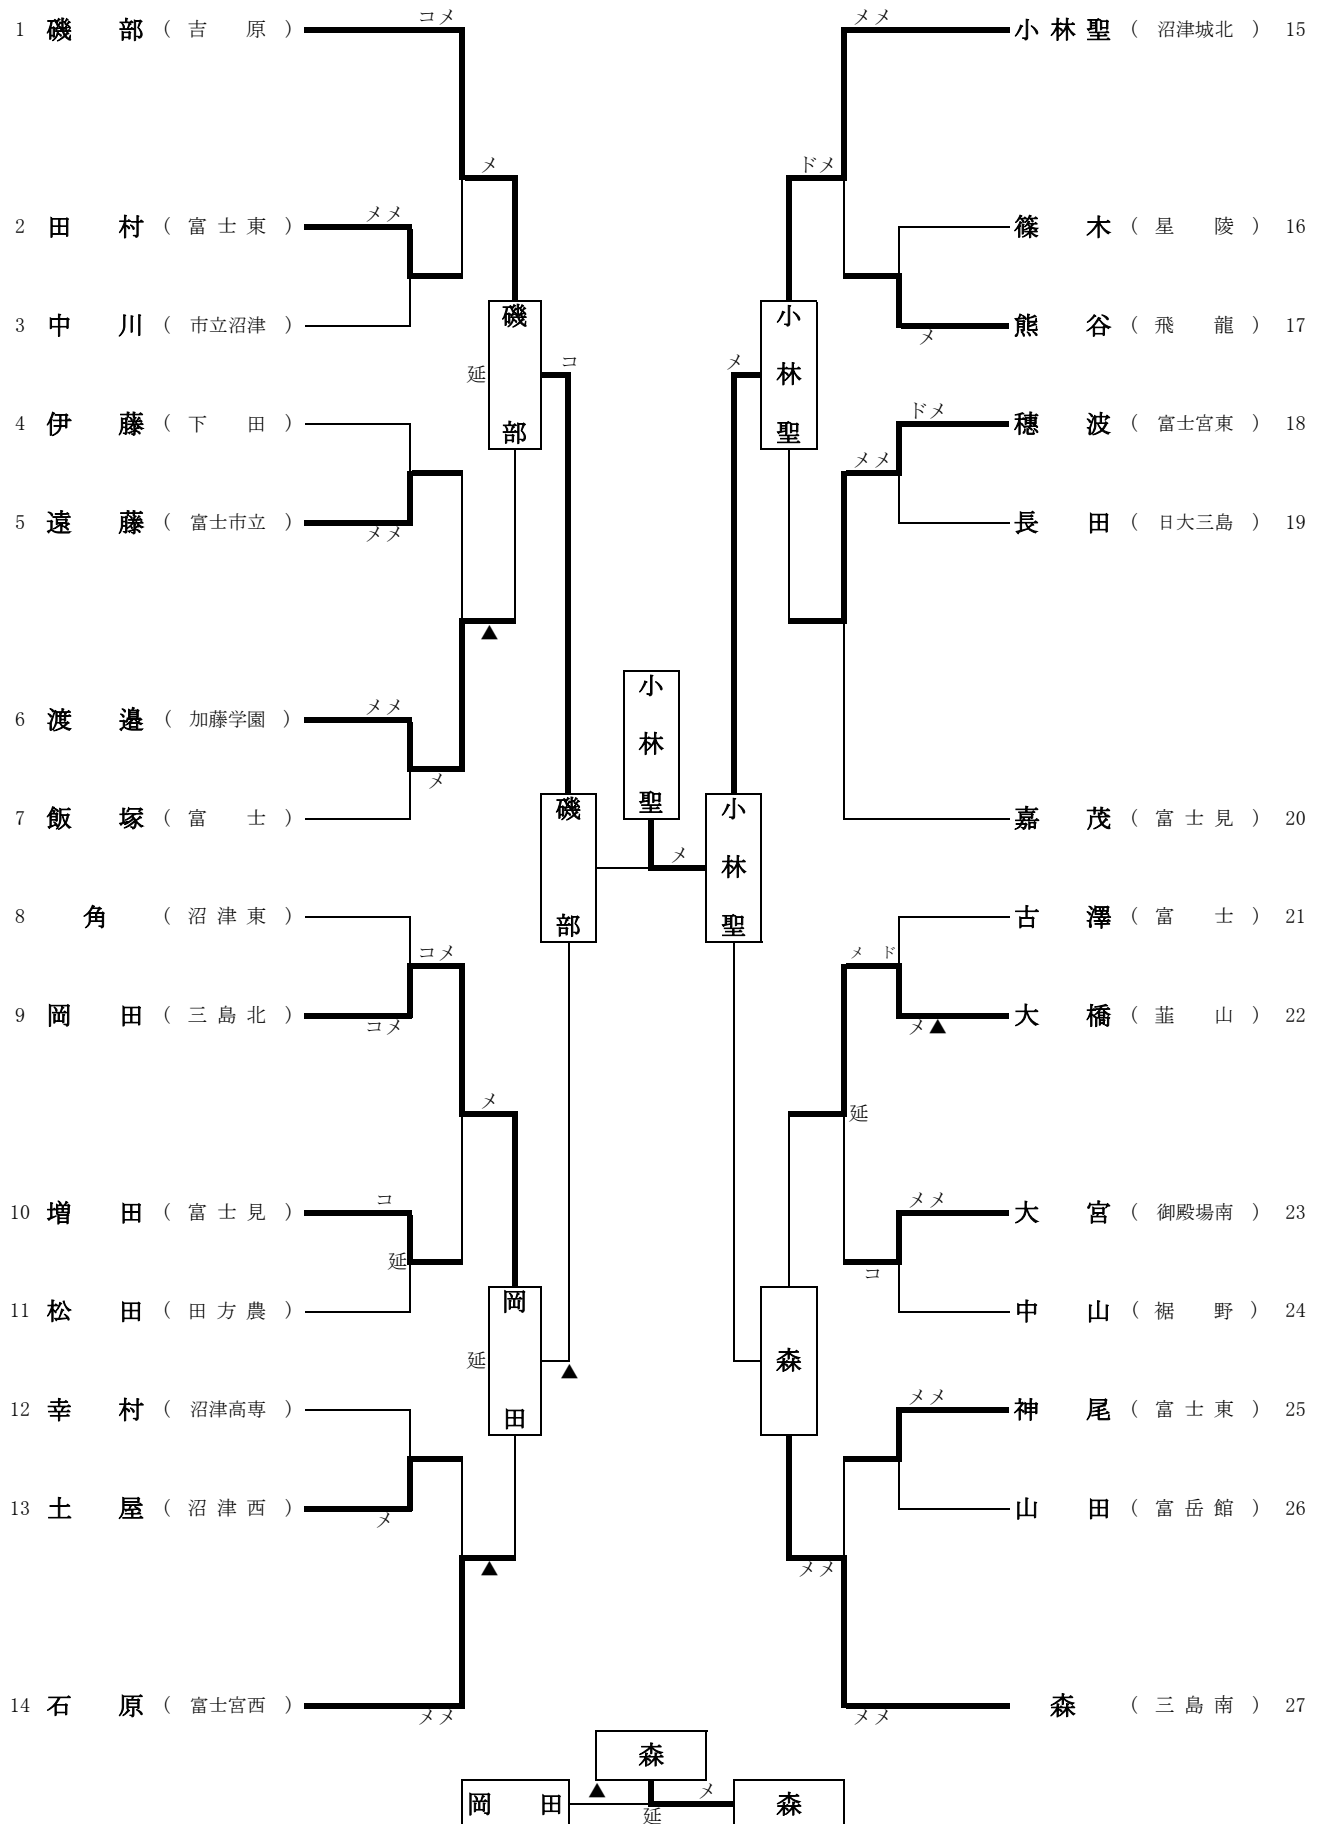 コメ メメ
1 磯 部 ( 吉 原 ) 小 林 聖 ( 沼津城北 ) 15
メ ドメ
メメ
2 田 村 ( 富 士 東 ) 篠 木 ( 星 陵 ) 16
3 中 川 ( 市立沼津 ) 磯 部 小 林 聖 熊 谷 ( 飛 龍 ) 17
メ
延 コ メ
ドメ
4 伊 藤 ( 下 田 ) 穂 波 ( 富士宮東 ) 18
メメ
5 遠 藤 ( 富士市立 ) 長 田 ( 日大三島 ) 19
メメ
▲
小 林 聖
メメ
6 渡 邉 ( 加藤学園 )
メ
7 飯 塚 ( 富 士 ) 磯 部 小 林 聖 嘉 茂 ( 富 士 見 ) 20
メ
8 角 ( 沼 津 東 ) 古 澤 ( 富 士 ) 21
コメ メ ド
9 岡 田 ( 三 島 北 ) 大 橋 ( 韮 山 ) 22
コメ メ▲
メ 延
コ メメ
10 増 田 ( 富 士 見 ) 大 宮 ( 御殿場南 ) 23
延 コ
11 松 田 ( 田 方 農 ) 岡 田 森 中 山 ( 裾 野 ) 24
延 ▲
メメ
12 幸 村 ( 沼津高専 ) 神 尾 ( 富 士 東 ) 25
13 土 屋 ( 沼 津 西 ) 山 田 ( 富 岳 館 ) 26
メ
▲ メメ
14 石 原 ( 富士宮西 ) 森 ( 三 島 南 ) 27
メメ メメ
森
▲ メ
岡 田 延 森